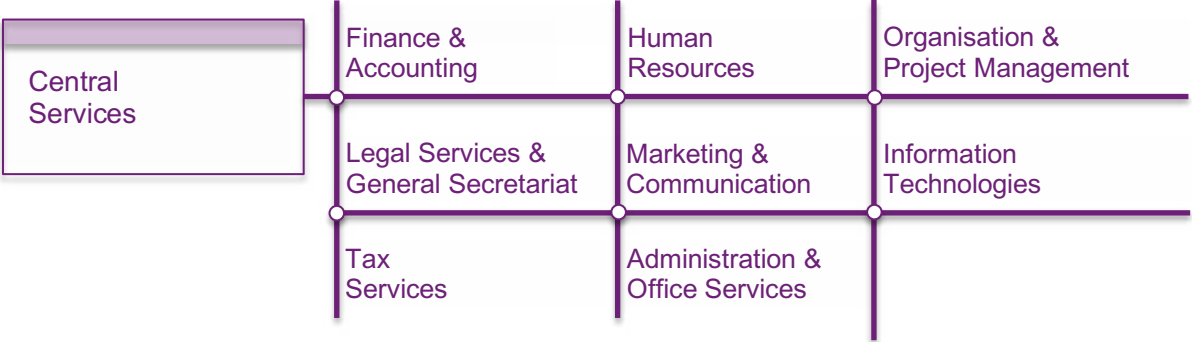 Central
Services
Finance &
Accounting
Human
Resources
Organisation &
Project Management
Legal Services &
General Secretariat
Marketing &
Communication
Information
Technologies
Tax
Services
Administration &
Office Services